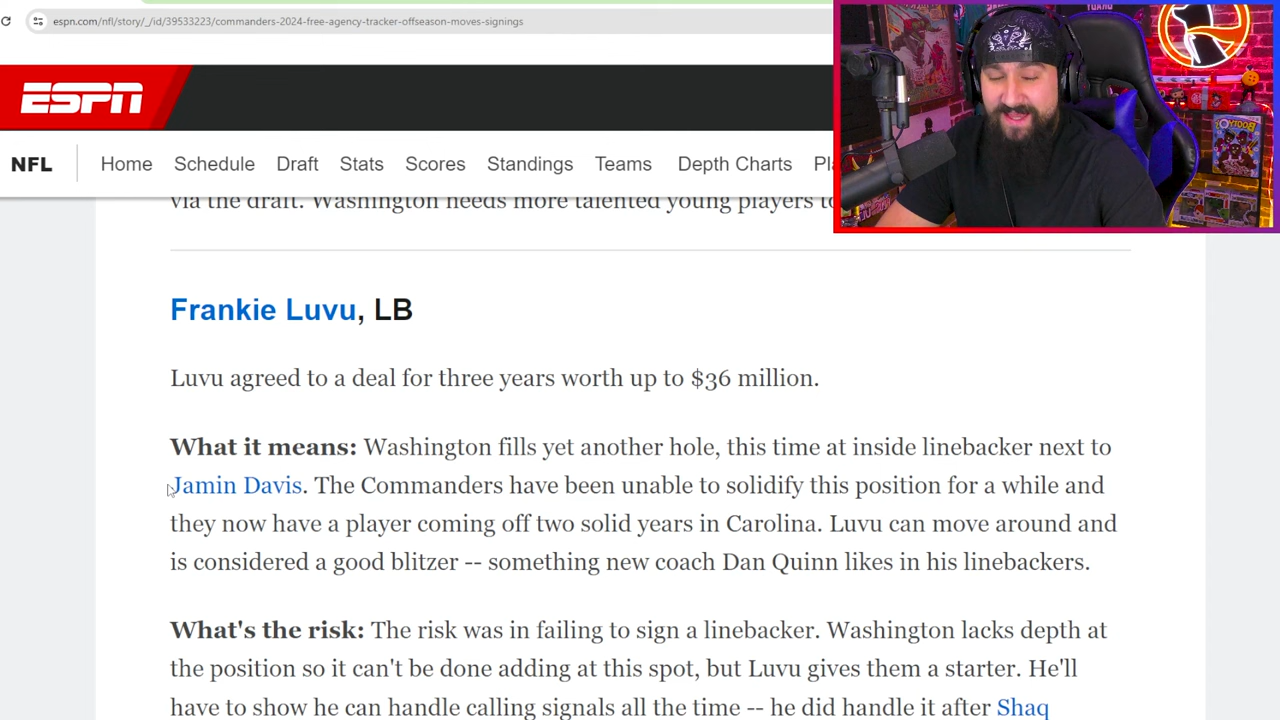 espn.com/nfl/story/_/id/39533223/commanders-2024-free-agency-tracker-offseason-moves-signings
ESPN
NFL Home Schedule Draft Stats Scores Standings Teams Depth Charts
via the draft. Washington needs more talented young players
Frankie Luvu, LB
Luvu agreed to a deal for three years worth up to $36 million.
What it means: Washington fills yet another hole, this time at inside linebacker next to
Jamin Davis. The Commanders have been unable to solidify this position for a while and
they now have a player coming off two solid years in Carolina. Luvu can move around and
is considered a good blitzer -- something new coach Dan Quinn likes in his linebackers.
What's the risk: The risk was in failing to sign a linebacker. Washington lacks depth at
the position so it can't be done adding at this spot, but Luvu gives them a starter. He'll
have to show he can handle calling signals all the time -- he did handle it after Shaq